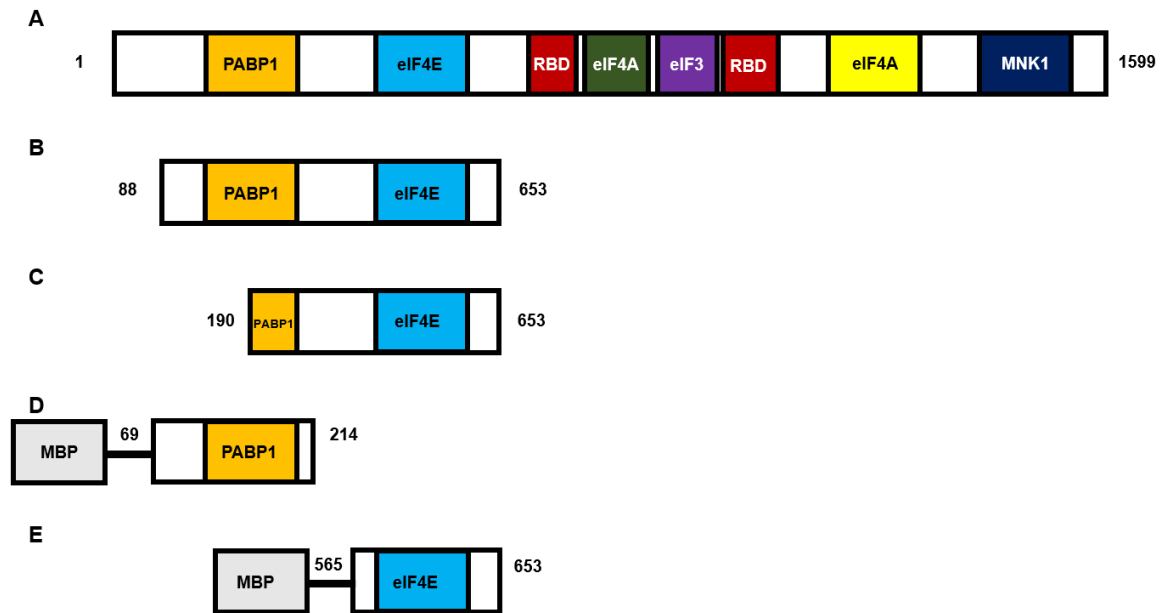 A
1 PABP1 eIF4E RBD eIF4A eIF3 RBD eIF4A MNK1 1599
B
88 PABP1 eIF4E 653
C
190 PABP1 eIF4E 653
D
MBP 69 PABP1 214
E
MBP 565 eIF4E 653